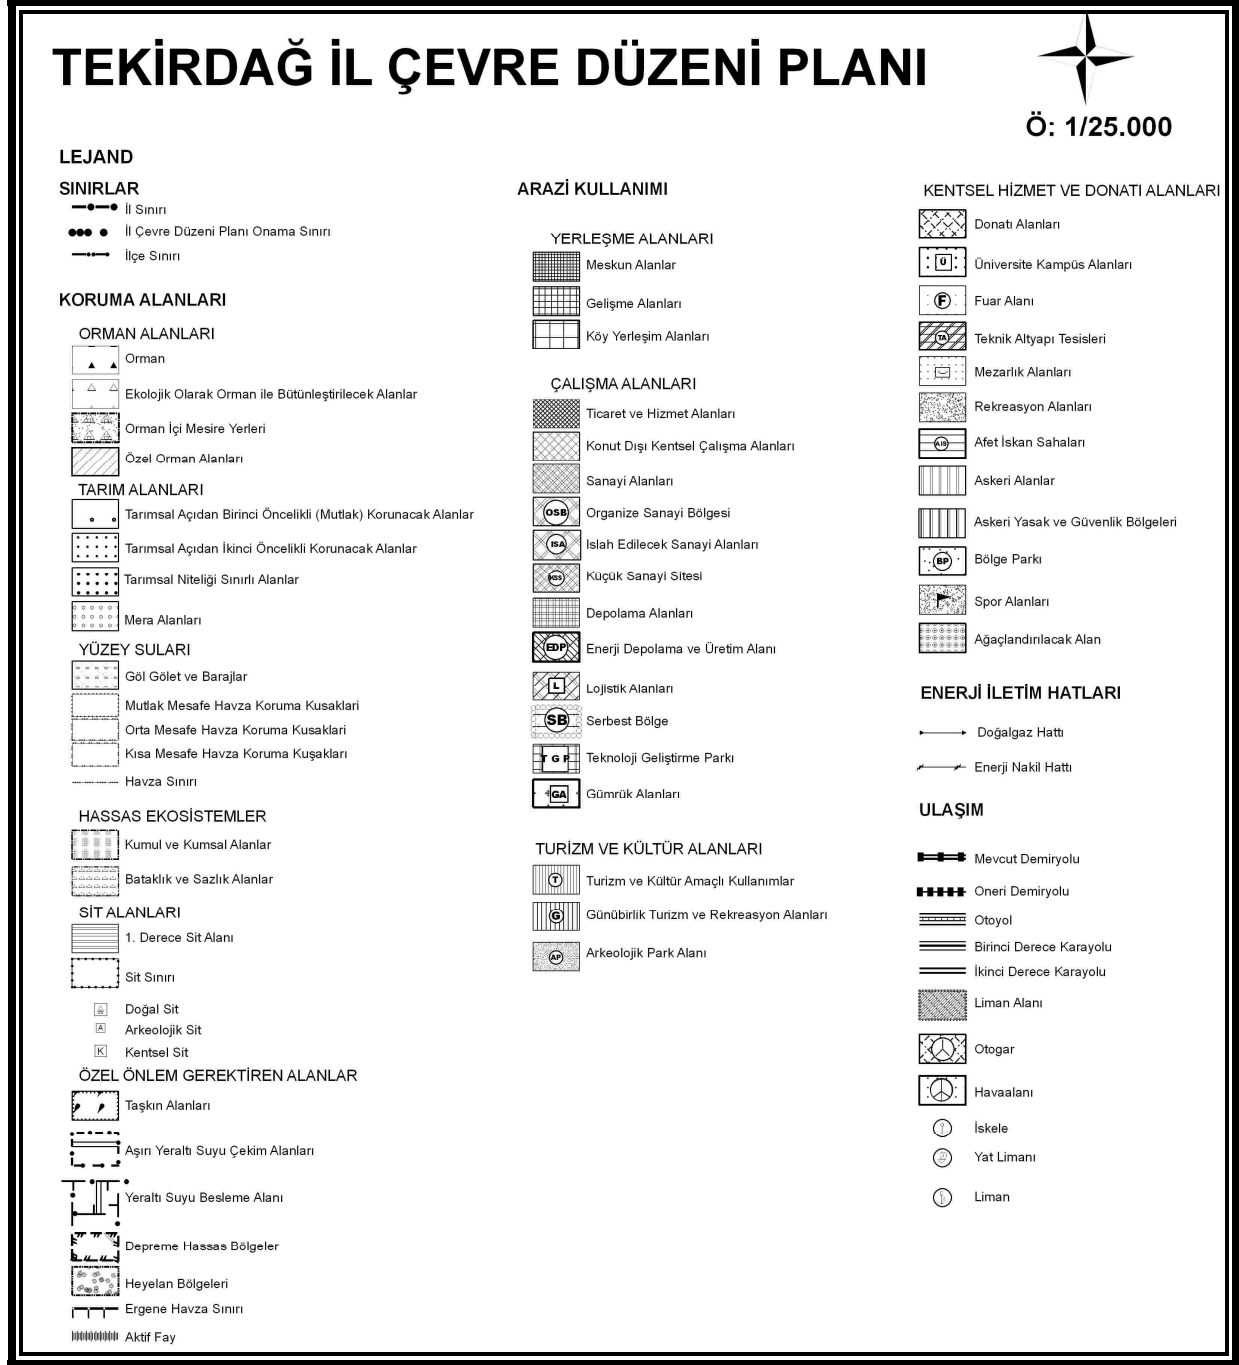 TEKİRDAĞ İL ÇEVRE DÜZENİ PLANI
Ö: 1/25.000
LEJAND
SINIRLAR
İl Sınırı
İl Çevre Düzeni Planı Onama Sınırı
İlçe Sınırı
KORUMA ALANLARI
ORMAN ALANLARI
Orman
Ekolojik Olarak Orman ile Bütünleştirilecek Alanlar
Orman İçi Mesire Yerleri
Özel Orman Alanları
TARIM ALANLARI
Tarımsal Açıdan Birinci Öncelikli (Mutlak) Korunacak Alanlar
Tarımsal Açıdan İkinci Öncelikli Korunacak Alanlar
Tarımsal Niteliği Sınırlı Alanlar
Mera Alanları
YÜZEY SULARI
Göl Gölet ve Barajlar
Mutlak Mesafe Havza Koruma Kusaklari
Orta Mesafe Havza Koruma Kusaklari
Kısa Mesafe Havza Koruma Kuşakları
Havza Sınırı
HASSAS EKOSİSTEMLER
Kumul ve Kumsal Alanlar
Bataklık ve Sazlık Alanlar
SİT ALANLARI
1. Derece Sit Alanı
Sit Sınırı
Doğal Sit
A Arkeolojik Sit
K Kentsel Sit
ÖZEL ÖNLEM GEREKTİREN ALANLAR
Taşkın Alanları
Aşırı Yeraltı Suyu Çekim Alanları
Yeraltı Suyu Besleme Alanı
Depreme Hassas Bölgeler
Heyelan Bölgeleri
Ergene Havza Sınırı
Aktif Fay
ARAZİ KULLANIMI
YERLEŞME ALANLARI
Meskun Alanlar
Gelişme Alanları
Köy Yerleşim Alanları
ÇALIŞMA ALANLARI
Ticaret ve Hizmet Alanları
Konut Dışı Kentsel Çalışma Alanları
Sanayi Alanları
OSB Organize Sanayi Bölgesi
ISA Islah Edilecek Sanayi Alanları
KSS Küçük Sanayi Sitesi
Depolama Alanları
EDP Enerji Depolama ve Üretim Alanı
L Lojistik Alanları
SB Serbest Bölge
T G P Teknoloji Geliştirme Parkı
GA Gümrük Alanları
TURİZM VE KÜLTÜR ALANLARI
T Turizm ve Kültür Amaçlı Kullanımlar
G Günübirlik Turizm ve Rekreasyon Alanları
AP Arkeolojik Park Alanı
KENTSEL HİZMET VE DONATI ALANLARI
Donatı Alanları
Ü Üniversite Kampüs Alanları
F Fuar Alanı
TA Teknik Altyapı Tesisleri
Mezarlık Alanları
Rekreasyon Alanları
AIS Afet İskan Sahaları
Askeri Alanlar
Askeri Yasak ve Güvenlik Bölgeleri
BP Bölge Parkı
Spor Alanları
Ağaçlandırılacak Alan
ENERJİ İLETİM HATLARI
Doğalgaz Hattı
Enerji Nakil Hattı
ULAŞIM
Mevcut Demiryolu
Oneri Demiryolu
Otoyol
Birinci Derece Karayolu
İkinci Derece Karayolu
Liman Alanı
Otogar
Havaalanı
İskele
Yat Limanı
Liman